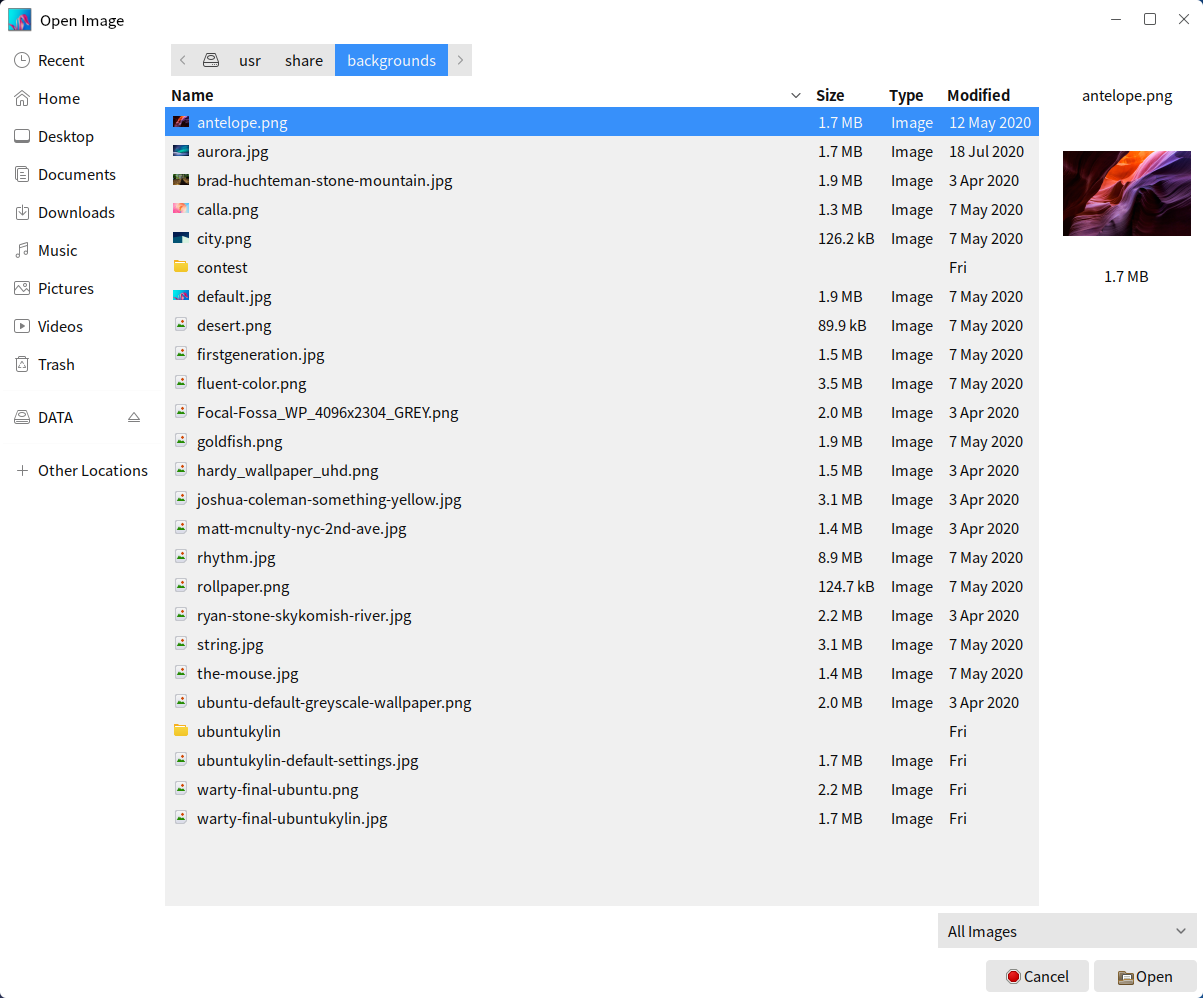 Open Image
Recent
Home
Desktop
Documents
Downloads
Music
Pictures
Videos
Trash
DATA
Other Locations
usr share backgrounds
Name Size Type Modified
antelope.png 1.7 MB Image 12 May 2020
aurora.jpg 1.7 MB Image 18 Jul 2020
brad-huchteman-stone-mountain.jpg 1.9 MB Image 3 Apr 2020
calla.png 1.3 MB Image 7 May 2020
city.png 126.2 kB Image 7 May 2020
contest Fri
default.jpg 1.9 MB Image 7 May 2020
desert.png 89.9 kB Image 7 May 2020
firstgeneration.jpg 1.5 MB Image 7 May 2020
fluent-color.png 3.5 MB Image 7 May 2020
Focal-Fossa_WP_4096x2304_GREY.png 2.0 MB Image 3 Apr 2020
goldfish.png 1.9 MB Image 7 May 2020
hardy_wallpaper_uhd.png 1.5 MB Image 3 Apr 2020
joshua-coleman-something-yellow.jpg 3.1 MB Image 3 Apr 2020
matt-mcnulty-nyc-2nd-ave.jpg 1.4 MB Image 3 Apr 2020
rhythm.jpg 8.9 MB Image 7 May 2020
rollpaper.png 124.7 kB Image 7 May 2020
ryan-stone-skykomish-river.jpg 2.2 MB Image 3 Apr 2020
string.jpg 3.1 MB Image 7 May 2020
the-mouse.jpg 1.4 MB Image 7 May 2020
ubuntu-default-greyscale-wallpaper.png 2.0 MB Image 3 Apr 2020
ubuntukylin Fri
ubuntukylin-default-settings.jpg 1.7 MB Image Fri
warty-final-ubuntu.png 2.2 MB Image Fri
warty-final-ubuntukylin.jpg 1.7 MB Image Fri
antelope.png
1.7 MB
All Images
Cancel Open